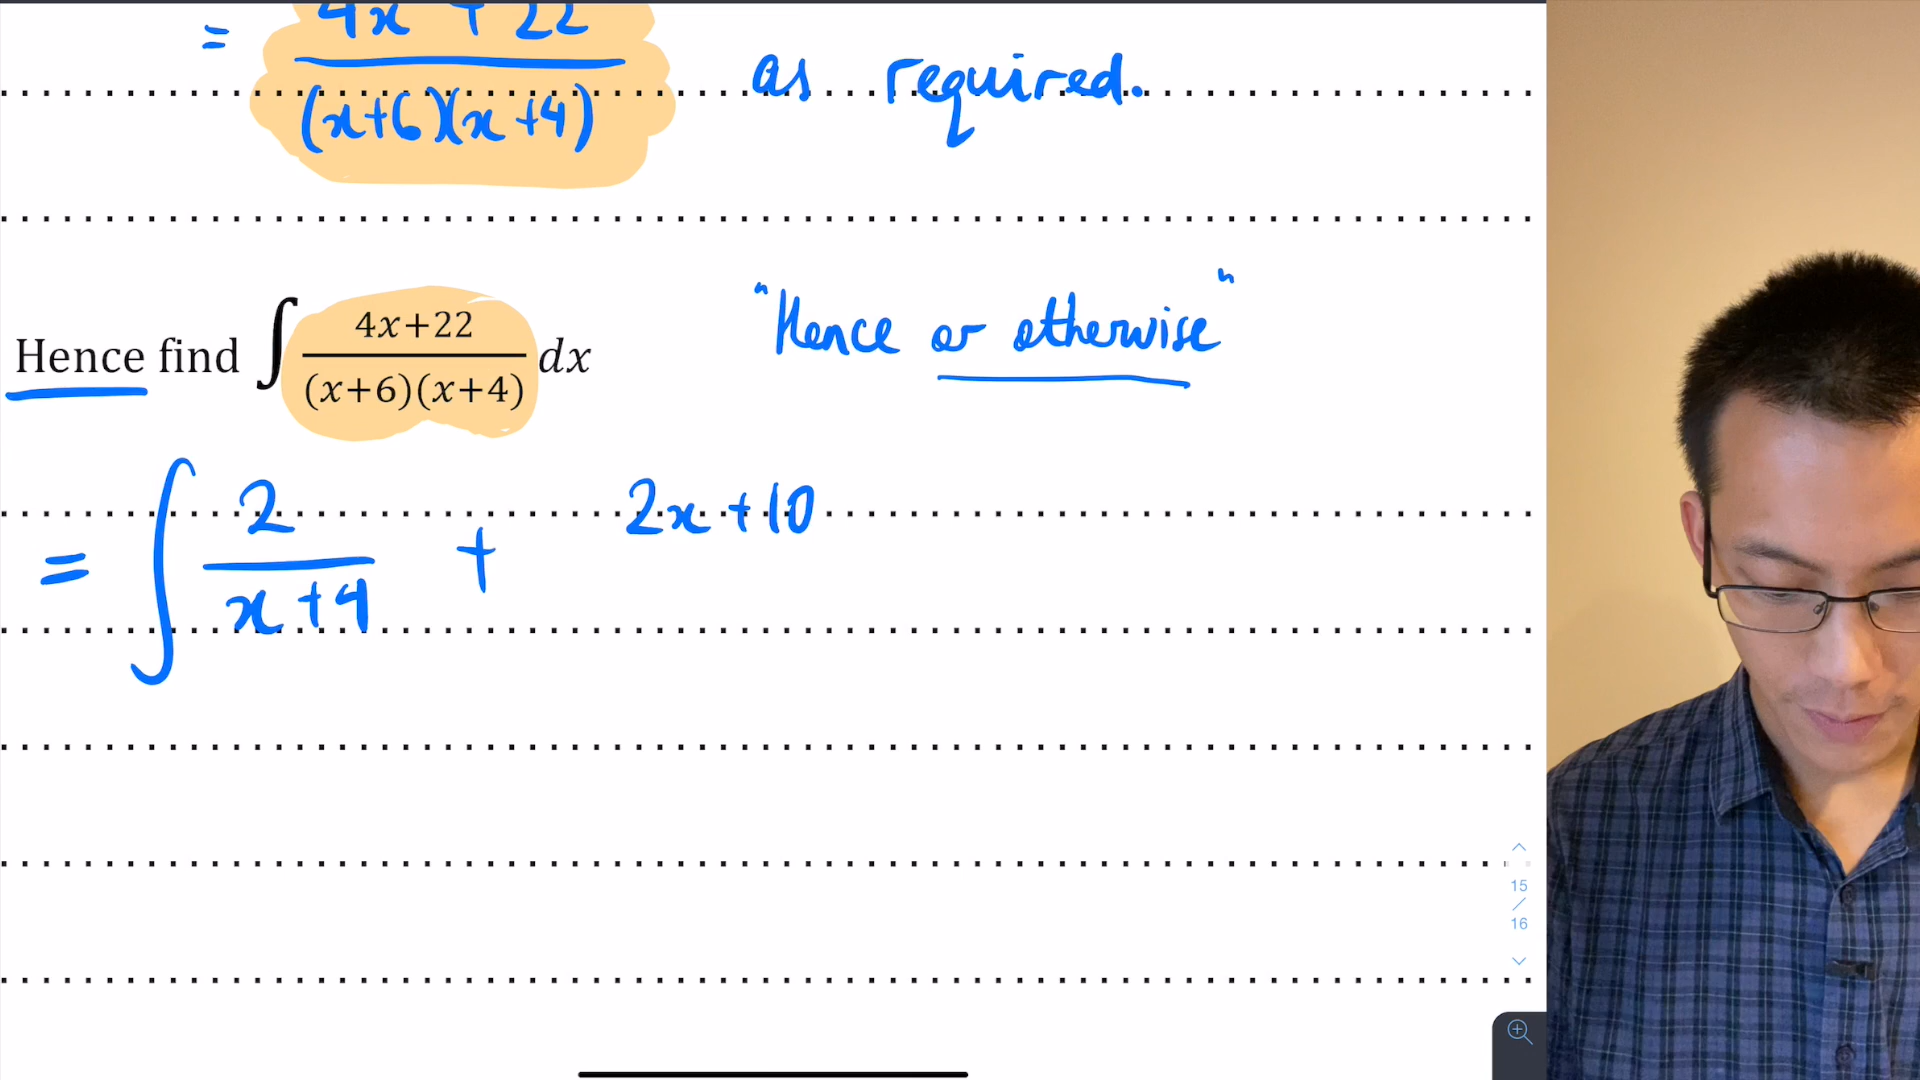 = 4x + 22 as required.
(x+6)(x+4)
"Hence or otherwise"
Hence find ∫ 4x+22 dx
(x+6)(x+4)
= ∫ 2 + 2x+10
x+4
15
/
16